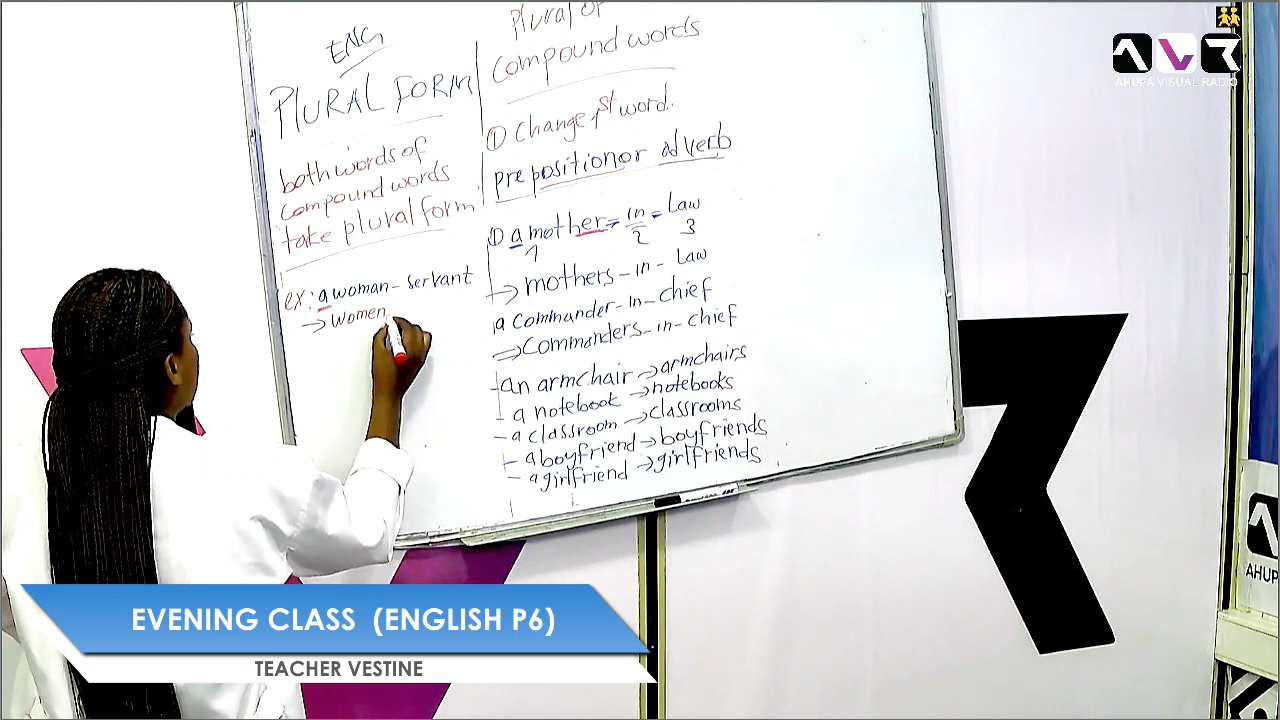 ENG
PLURAL FORM
both words of
compound words
take plural form
ex: a woman-servant
→ women
Plural of
compound words
① change 1st word.
preposition or adverb
① a mother-in-Law
1 2 3
→ mothers-in-Law
a commander-in-chief
→ commanders-in-chief
- an armchair → armchairs
- a notebook → notebooks
- a classroom → classrooms
- a boyfriend → boyfriends
- a girlfriend → girlfriends
AHUPA VISUAL RADIO
AHUP
EVENING CLASS (ENGLISH P6)
TEACHER VESTINE